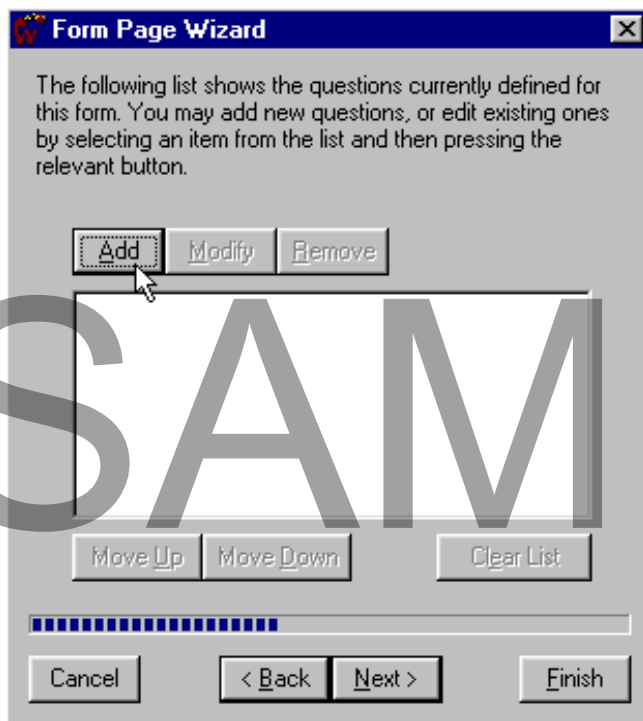 Form Page Wizard
The following list shows the questions currently defined for
this form. You may add new questions, or edit existing ones
by selecting an item from the list and then pressing the
relevant button.
Add Modify Remove
SAM
Move Up Move Down Clear List
Cancel < Back Next > Finish